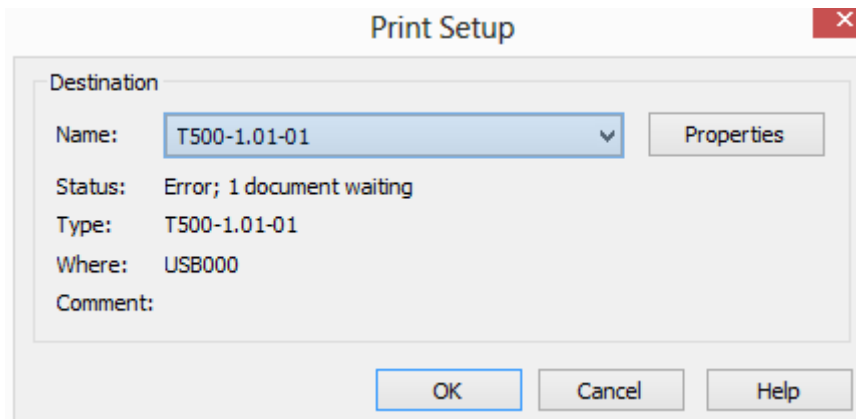 Print Setup
Destination
Name: T500-1.01-01 Properties
Status: Error; 1 document waiting
Type: T500-1.01-01
Where: USB000
Comment:
OK Cancel Help